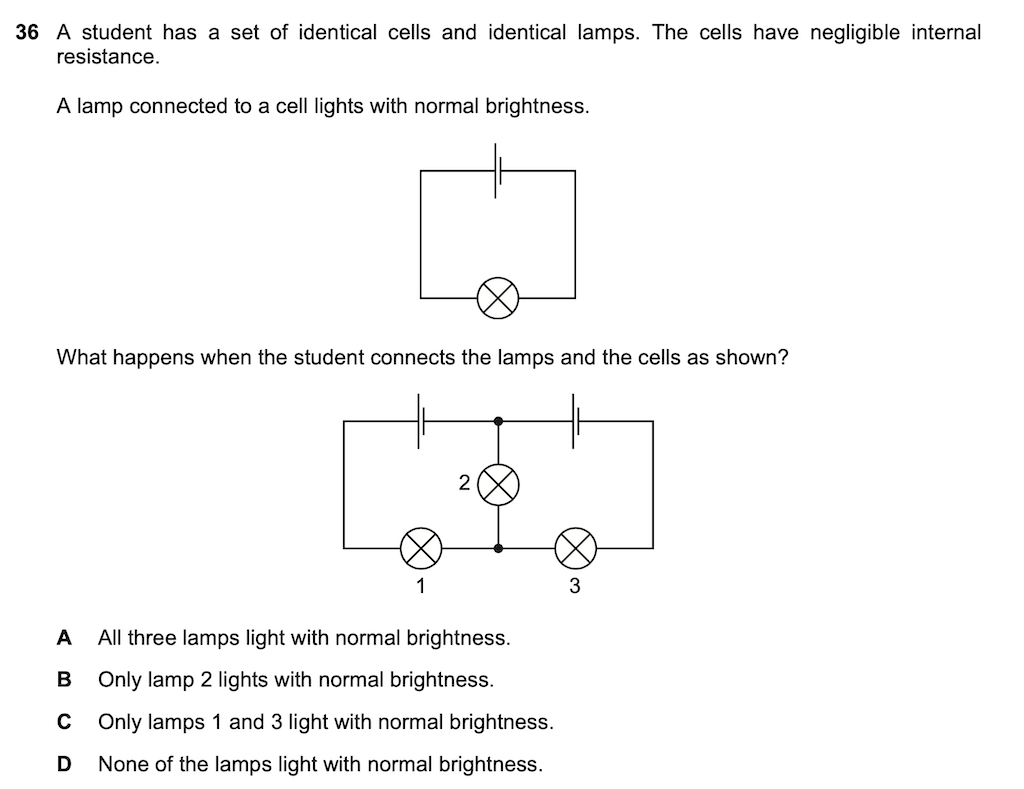 36 A student has a set of identical cells and identical lamps. The cells have negligible internal
resistance.
A lamp connected to a cell lights with normal brightness.
What happens when the student connects the lamps and the cells as shown?
2
1
3
A All three lamps light with normal brightness.
B Only lamp 2 lights with normal brightness.
C Only lamps 1 and 3 light with normal brightness.
D None of the lamps light with normal brightness.